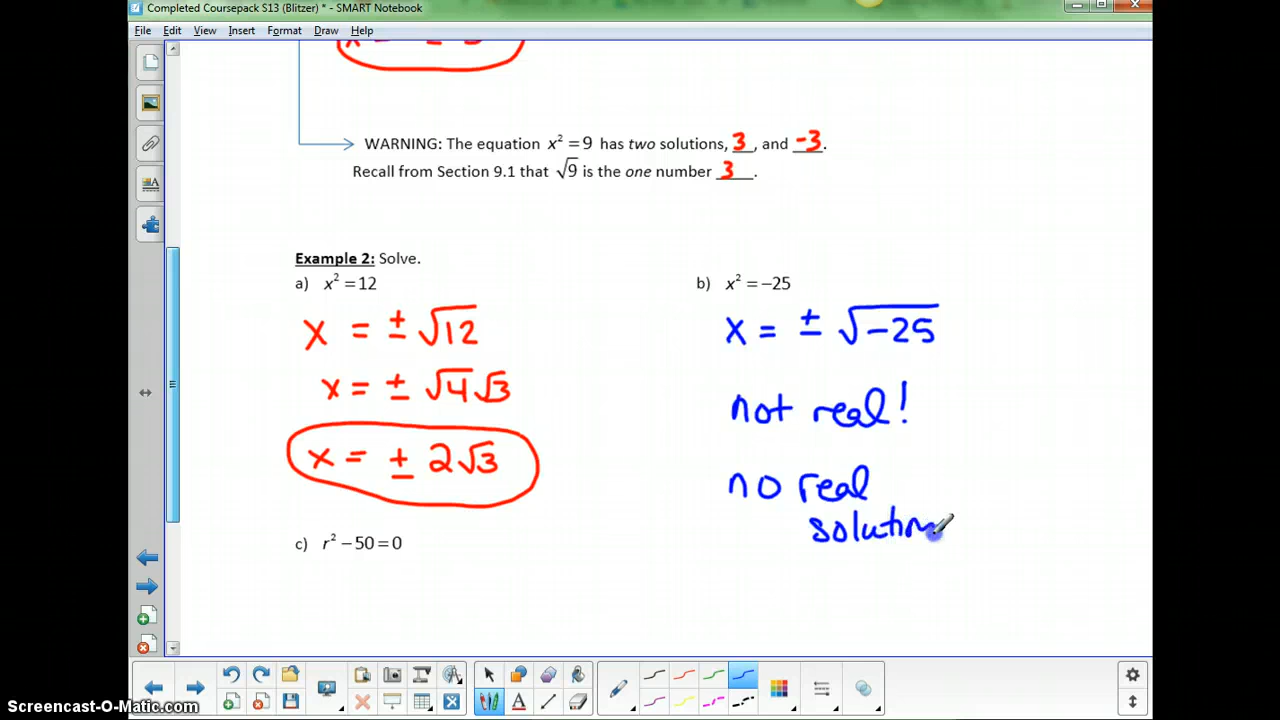 Completed Coursepack S13 (Blitzer) * - SMART Notebook
File Edit View Insert Format Draw Help
WARNING: The equation x² = 9 has two solutions, 3, and -3.
Recall from Section 9.1 that √9 is the one number 3.
Example 2: Solve.
a) x² = 12
b) x² = −25
x = ± √12
x = ± √-25
x = ± √4 √3
not real!
x = ± 2√3
no real
solution
c) r² − 50 = 0
Screencast-O-Matic.com